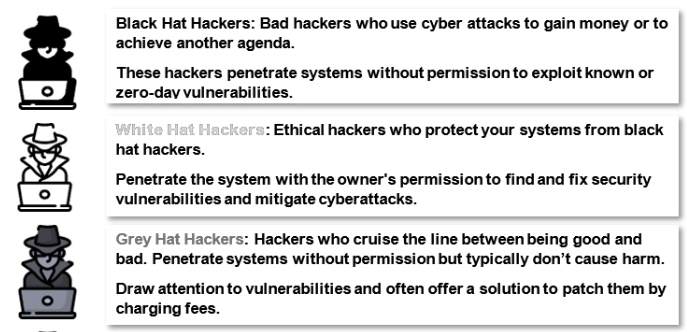 Black Hat Hackers: Bad hackers who use cyber attacks to gain money or to
achieve another agenda.
These hackers penetrate systems without permission to exploit known or
zero-day vulnerabilities.
White Hat Hackers: Ethical hackers who protect your systems from black
hat hackers.
Penetrate the system with the owner's permission to find and fix security
vulnerabilities and mitigate cyberattacks.
Grey Hat Hackers: Hackers who cruise the line between being good and
bad. Penetrate systems without permission but typically don’t cause harm.
Draw attention to vulnerabilities and often offer a solution to patch them by
charging fees.